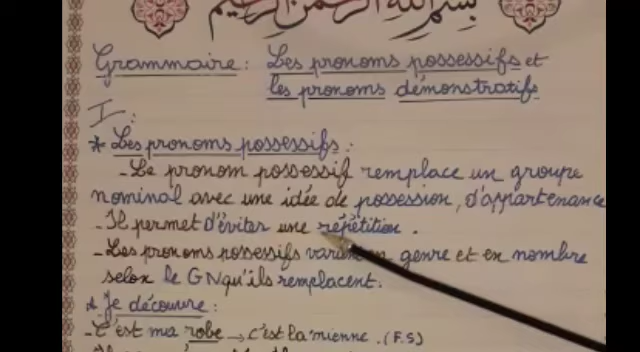 بسم الله الرحمن الرحيم
Grammaire : Les pronoms possessifs et
les pronoms démonstratifs
I :
* Les pronoms possessifs :
- Le pronom possessif remplace un groupe
nominal avec une idée de possession, d'appartenance
- Il permet d'éviter une répétition .
- Les pronoms possessifs varient en genre et en nombre
selon le GN qu'ils remplacent.
* Je découvre :
- C'est ma robe → c'est la mienne . (F.S)